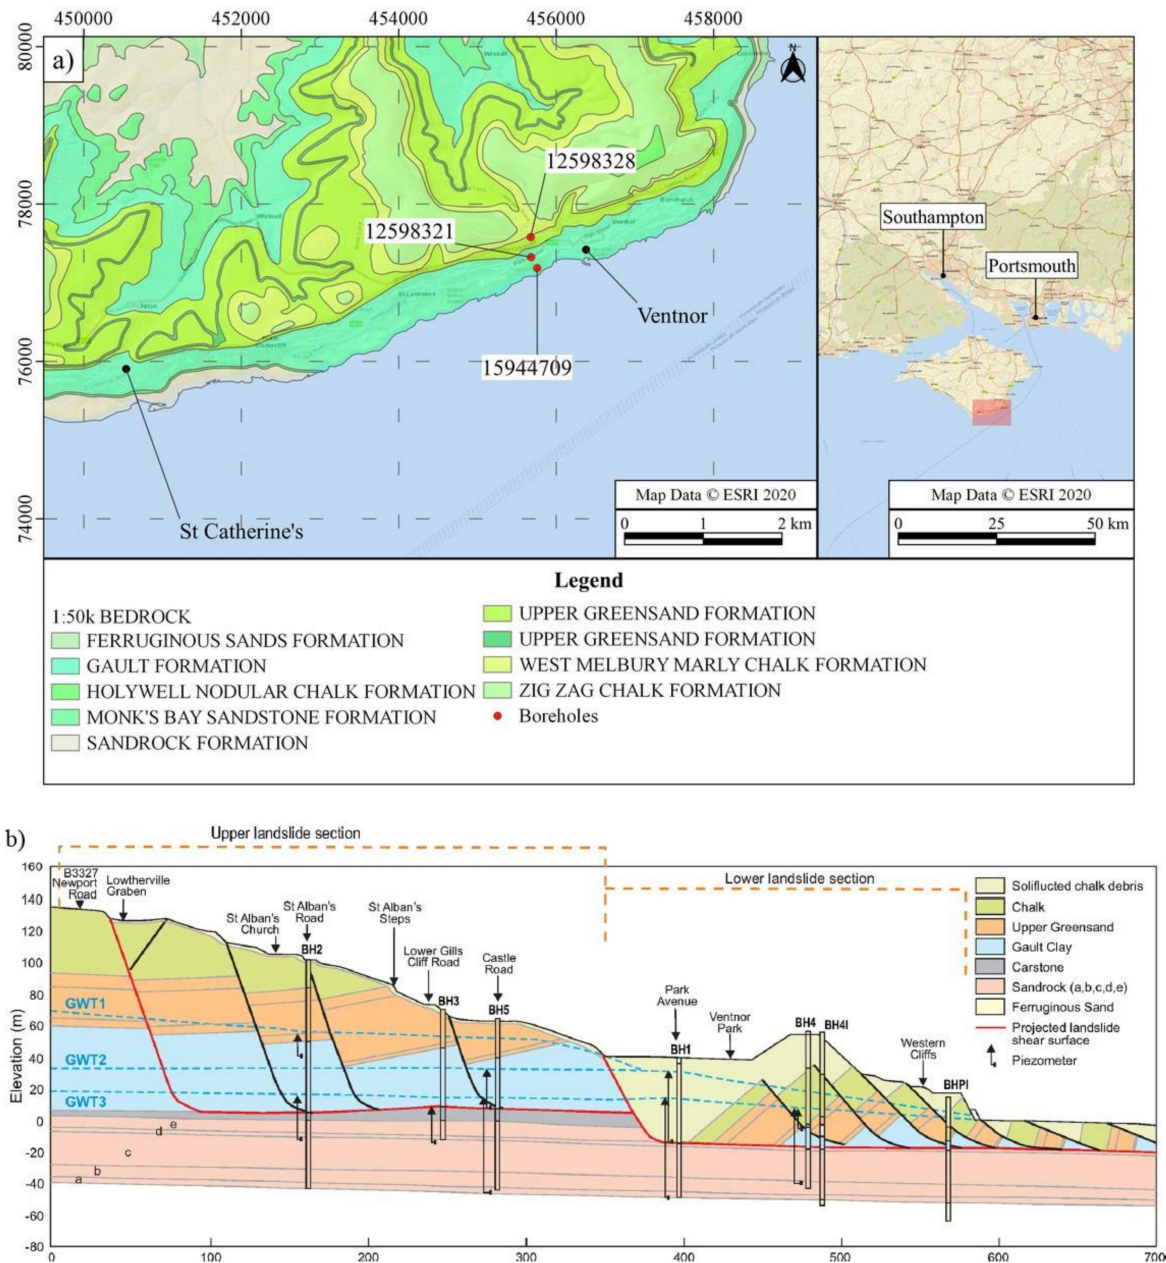 450000 452000 454000 456000 458000
a)
N
80000
78000
76000
74000
12598328
12598321
15944709
Ventnor
St Catherine's
Southampton
Portsmouth
Map Data © ESRI 2020
0 1 2 km
Map Data © ESRI 2020
0 25 50 km
Legend
1:50k BEDROCK
FERRUGINOUS SANDS FORMATION
GAULT FORMATION
HOLYWELL NODULAR CHALK FORMATION
MONK'S BAY SANDSTONE FORMATION
SANDROCK FORMATION
UPPER GREENSAND FORMATION
UPPER GREENSAND FORMATION
WEST MELBURY MARLY CHALK FORMATION
ZIG ZAG CHALK FORMATION
Boreholes
b)
Upper landslide section
Lower landslide section
Elevation (m)
160
140
120
100
80
60
40
20
0
-20
-40
-60
-80
B3327
Newport
Road
Lowtherville
Graben
St Alban's
Church
St Alban's
Road
BH2
St Alban's
Steps
Lower Gills
Cliff Road
BH3
Castle
Road
BH5
Park
Avenue
BH1
Ventnor
Park
BH4
BH4I
Western
Cliffs
BHPI
GWT1
GWT2
GWT3
e
d
c
b
a
Soliflucted chalk debris
Chalk
Upper Greensand
Gault Clay
Carstone
Sandrock (a,b,c,d,e)
Ferruginous Sand
Projected landslide
shear surface
Piezometer
0 100 200 300 400 500 600 700